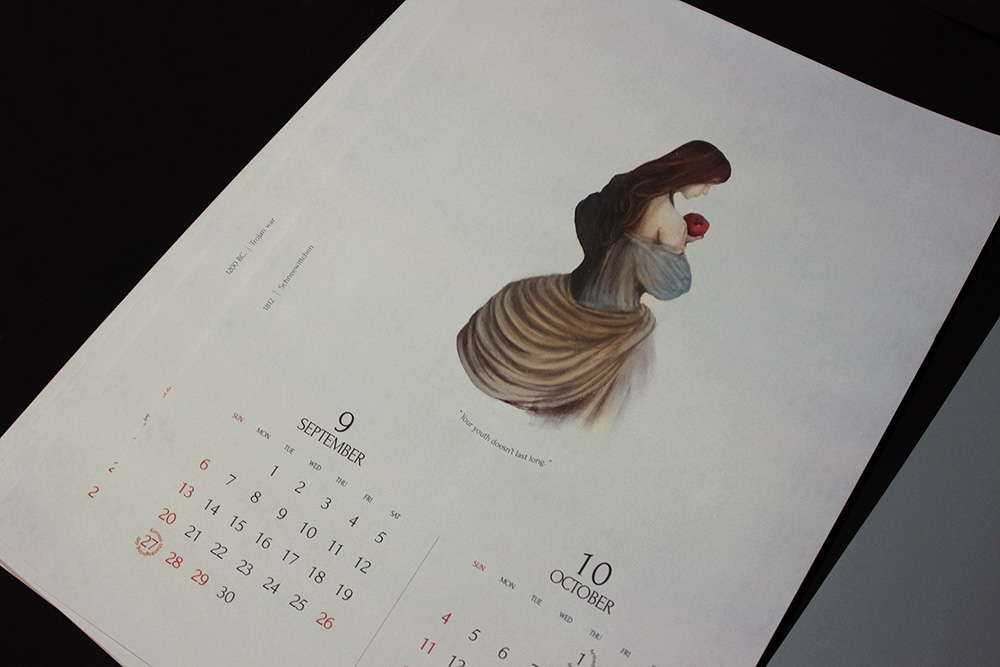 1200 BC. | Trojan war
1812 | Schneewittchen
"Your youth doesn't last long."
9
SEPTEMBER
SUN MON TUE WED THU FRI SAT
1 2 3 4 5
6 7 8 9 10 11 12
13 14 15 16 17 18 19
20 21 22 23 24 25 26
27 28 29 30
10
OCTOBER
SUN MON TUE WED THU FRI
1
4 5 6 7
11 12
2
2